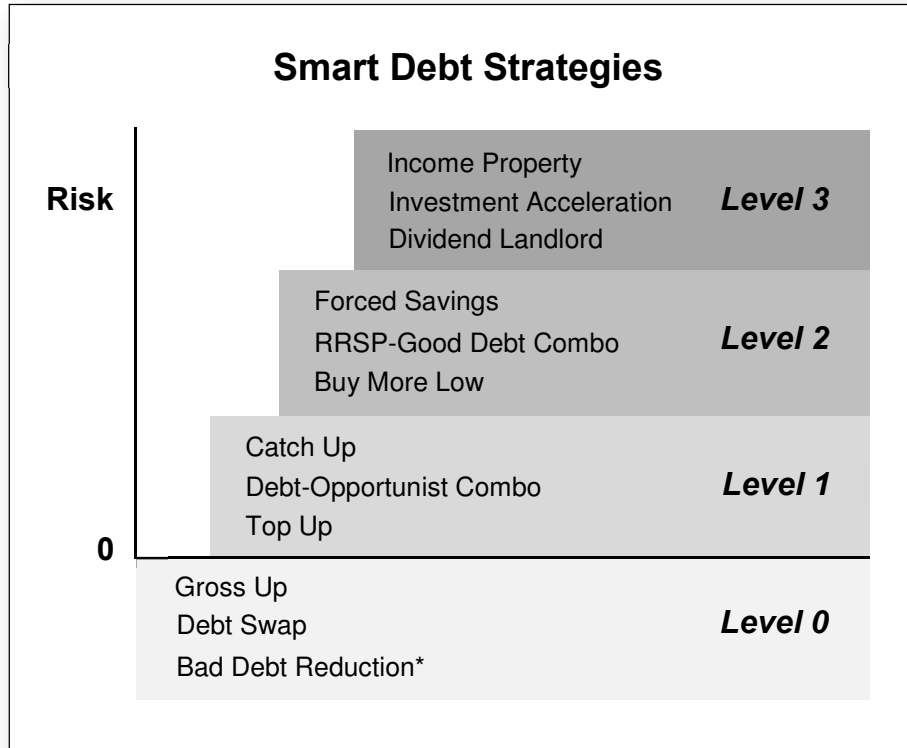 Smart Debt Strategies
Risk
Income Property
Investment Acceleration
Dividend Landlord
Level 3
Forced Savings
RRSP-Good Debt Combo
Buy More Low
Level 2
Catch Up
Debt-Opportunist Combo
Top Up
Level 1
0
Gross Up
Debt Swap
Bad Debt Reduction*
Level 0